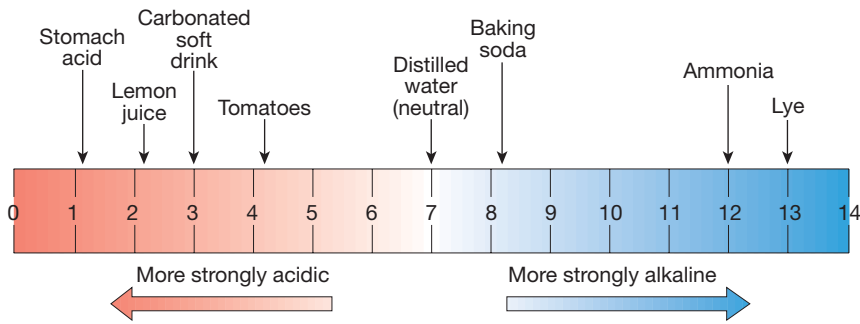 Stomach
acid
Lemon
juice
Carbonated
soft
drink
Tomatoes
Distilled
water
(neutral)
Baking
soda
Ammonia
Lye
0 1 2 3 4 5 6 7 8 9 10 11 12 13 14
More strongly acidic
More strongly alkaline